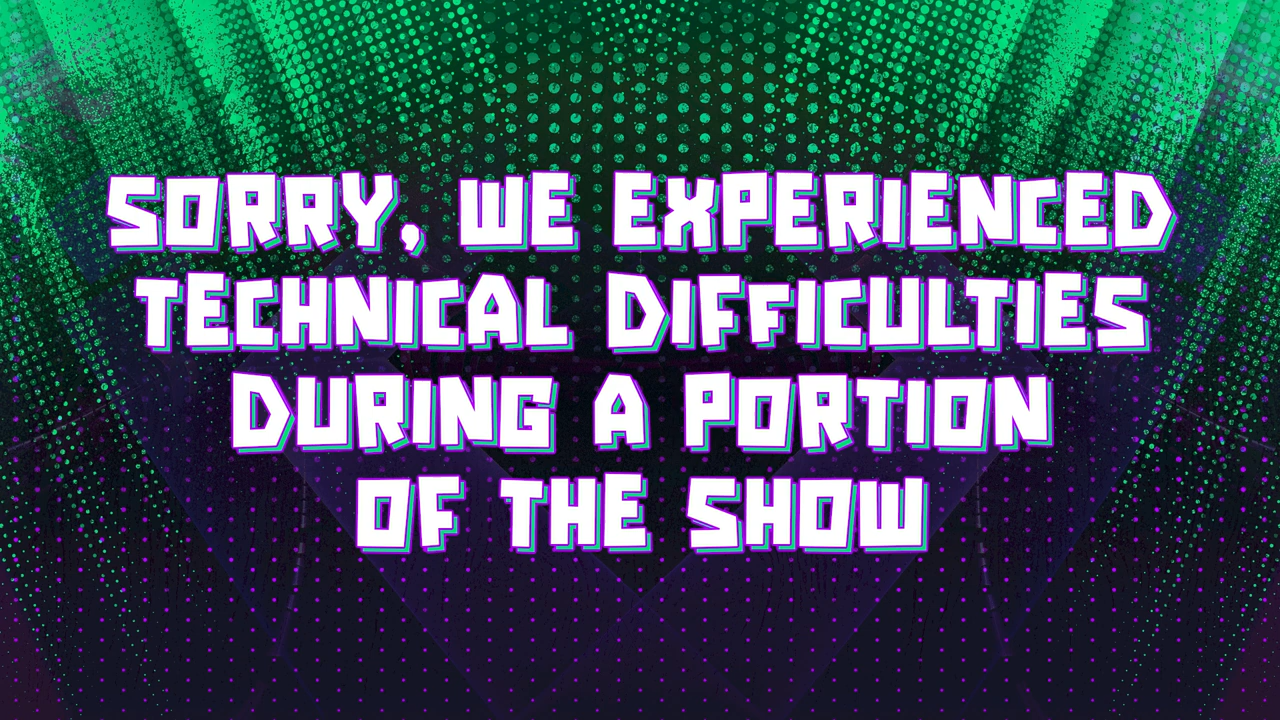 SORRY, WE EXPERIENCED
TECHNICAL DIFFICULTIES
DURING A PORTION
OF THE SHOW